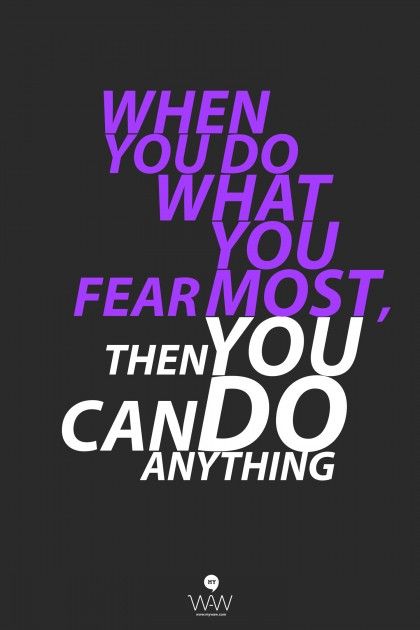 WHEN
YOU DO
WHAT
YOU
FEAR MOST,
THEN YOU
CAN DO
ANYTHING
MY
WAW
www.mywaw.com